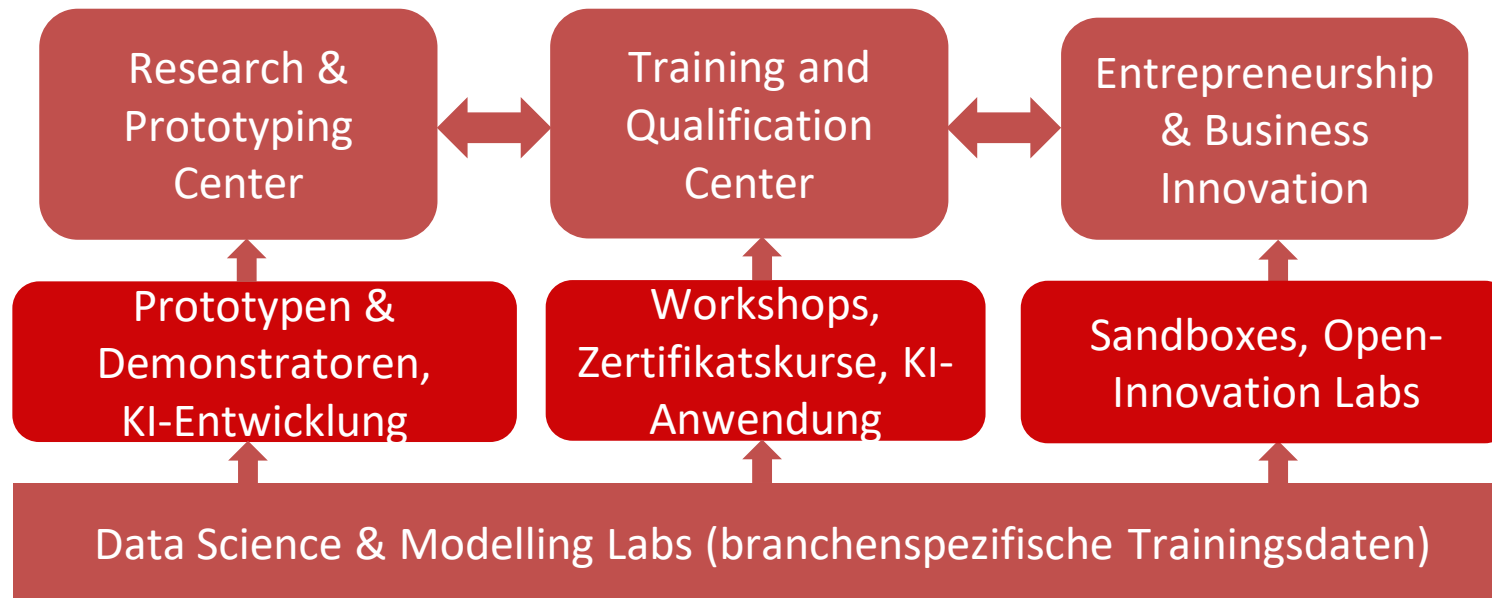 Research &
Prototyping
Center
Training and
Qualification
Center
Entrepreneurship
& Business
Innovation
Prototypen &
Demonstratoren,
KI-Entwicklung
Workshops,
Zertifikatskurse, KI-
Anwendung
Sandboxes, Open-
Innovation Labs
Data Science & Modelling Labs (branchenspezifische Trainingsdaten)